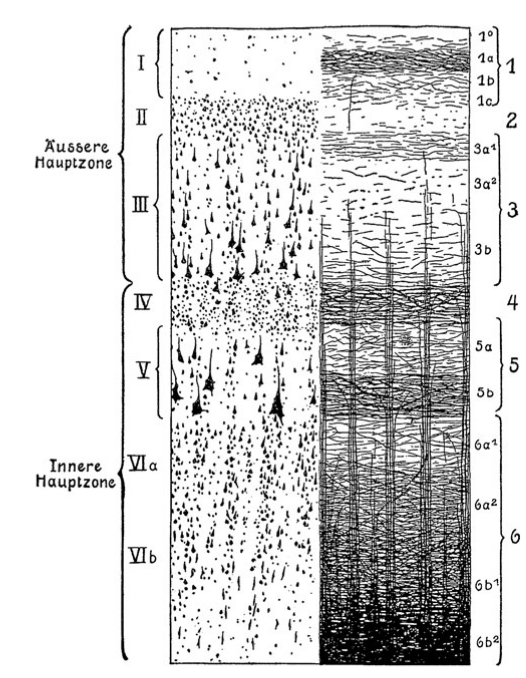 Äussere
Hauptzone
Innere
Hauptzone
I
II
III
IV
V
VIa
VIb
1°
1a
1b
1c
3a¹
3a²
3b
5a
5b
6a¹
6a²
6b¹
6b²
1
2
3
4
5
6